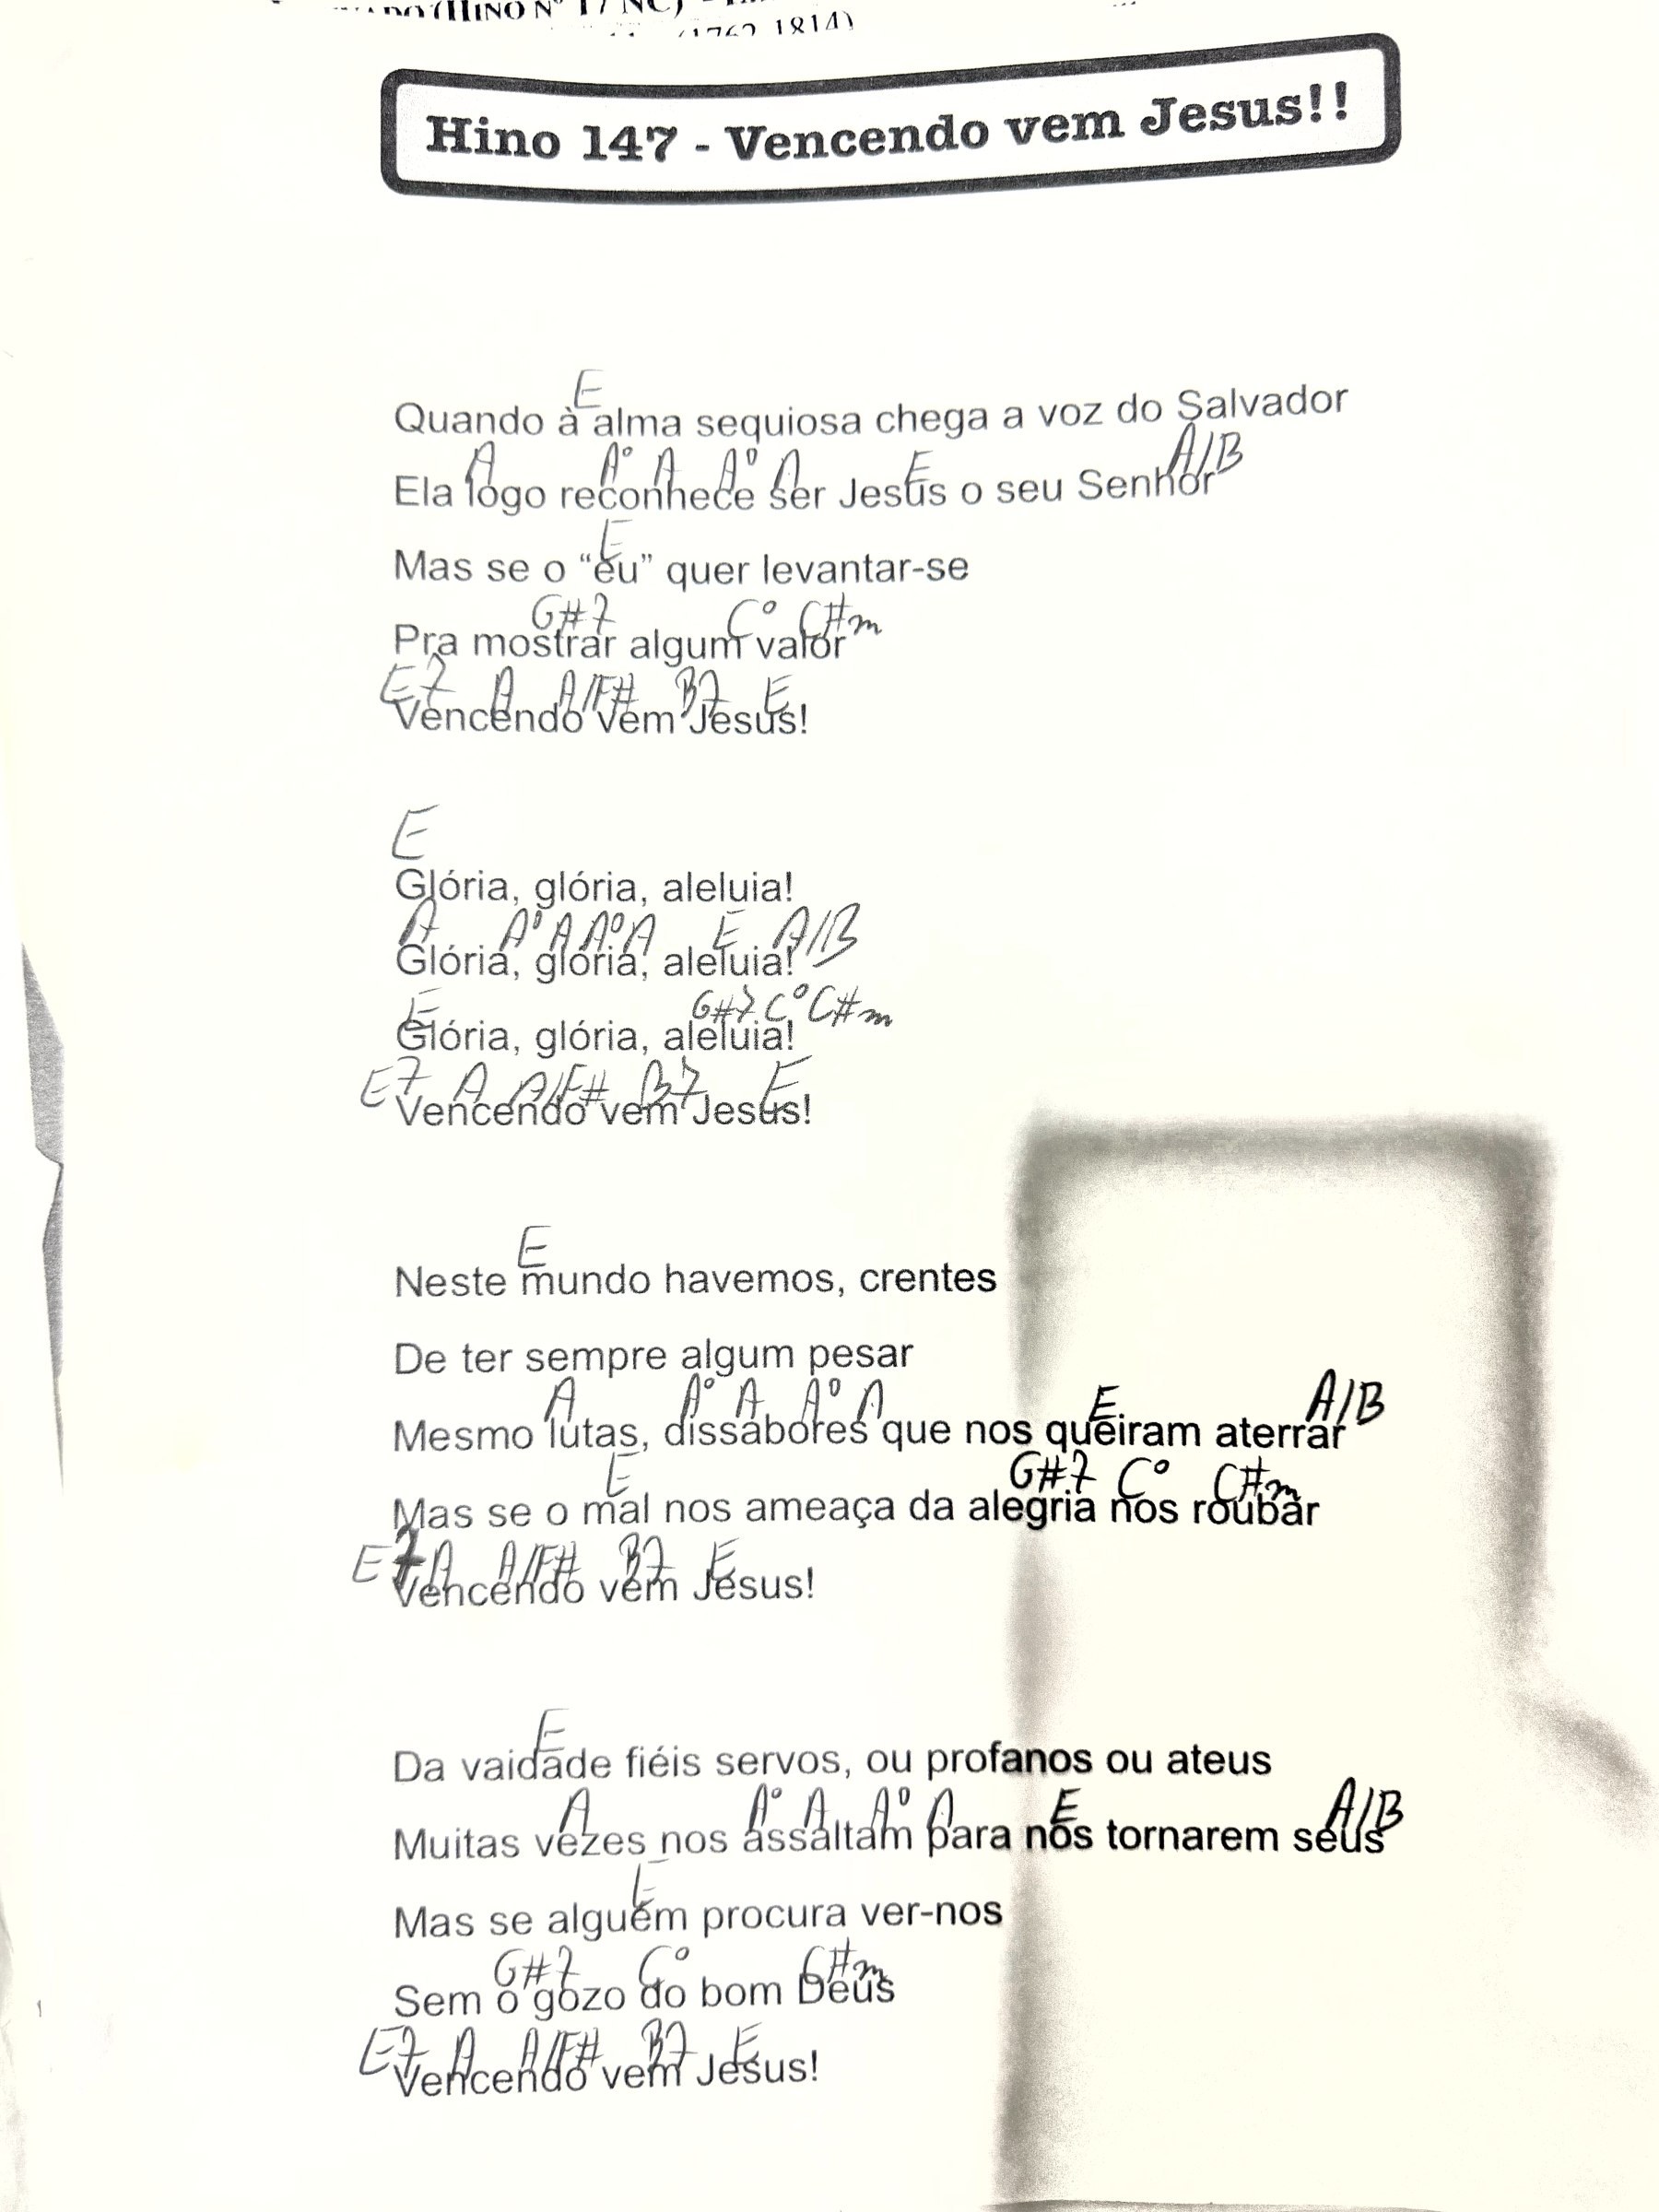 (HINO Nº 17 NC)
1814)
Hino 147 - Vencendo vem Jesus!!
E
Quando à alma sequiosa chega a voz do Salvador
A A° A A° A E A/B
Ela logo reconhece ser Jesus o seu Senhor
E
Mas se o “eu” quer levantar-se
G#7 C° C#m
Pra mostrar algum valor
E7 A A/F# B7 E
Vencendo vem Jesus!
E
Glória, glória, aleluia!
A A° A A° A E A/B
Glória, glória, aleluia!
E G#7 C° C#m
Glória, glória, aleluia!
E7 A A/F# B7 E
Vencendo vem Jesus!
E
Neste mundo havemos, crentes
De ter sempre algum pesar
A A° A A° A E A/B
Mesmo lutas, dissabores que nos queiram aterrar
E G#7 C° C#m
Mas se o mal nos ameaça da alegria nos roubar
E7 A A/F# B7 E
Vencendo vem Jesus!
E
Da vaidade fiéis servos, ou profanos ou ateus
A A° A A° A E A/B
Muitas vezes nos assaltam para nos tornarem seus
E
Mas se alguém procura ver-nos
G#7 C° C#m
Sem o gozo do bom Deus
E7 A A/F# B7 E
Vencendo vem Jesus!